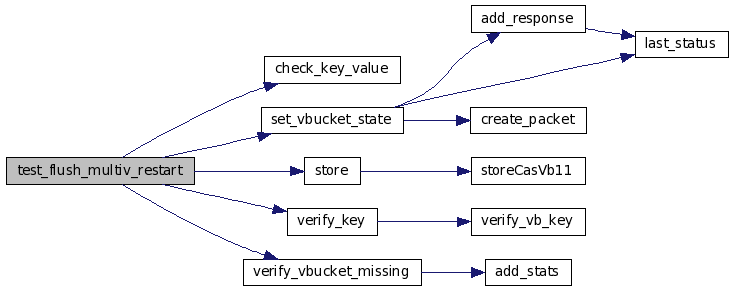 add_response
last_status
check_key_value
set_vbucket_state
create_packet
test_flush_multiv_restart
store
storeCasVb11
verify_key
verify_vb_key
verify_vbucket_missing
add_stats